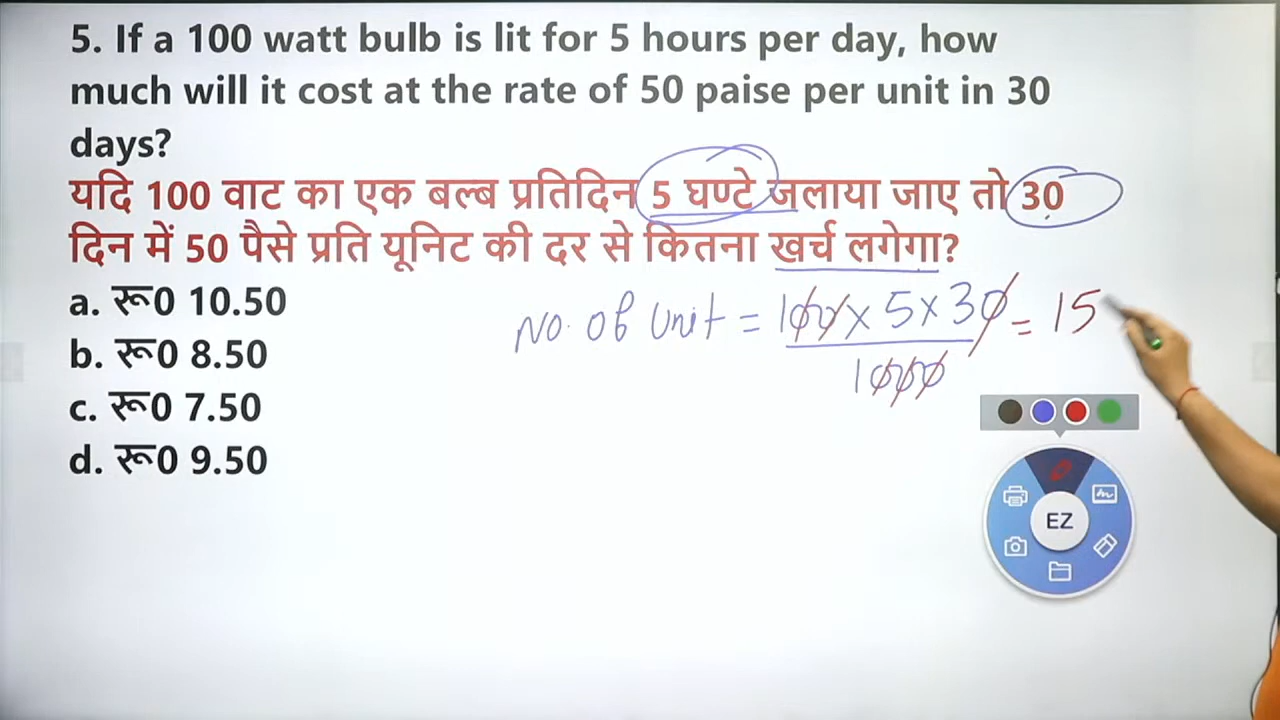 5. If a 100 watt bulb is lit for 5 hours per day, how
much will it cost at the rate of 50 paise per unit in 30
days?
यदि 100 वाट का एक बल्ब प्रतिदिन 5 घण्टे जलाया जाए तो 30
दिन में 50 पैसे प्रति यूनिट की दर से कितना खर्च लगेगा?
a. रू0 10.50
b. रू0 8.50
c. रू0 7.50
d. रू0 9.50
No. Of Unit = 100 x 5 x 30 = 15
1000
EZ